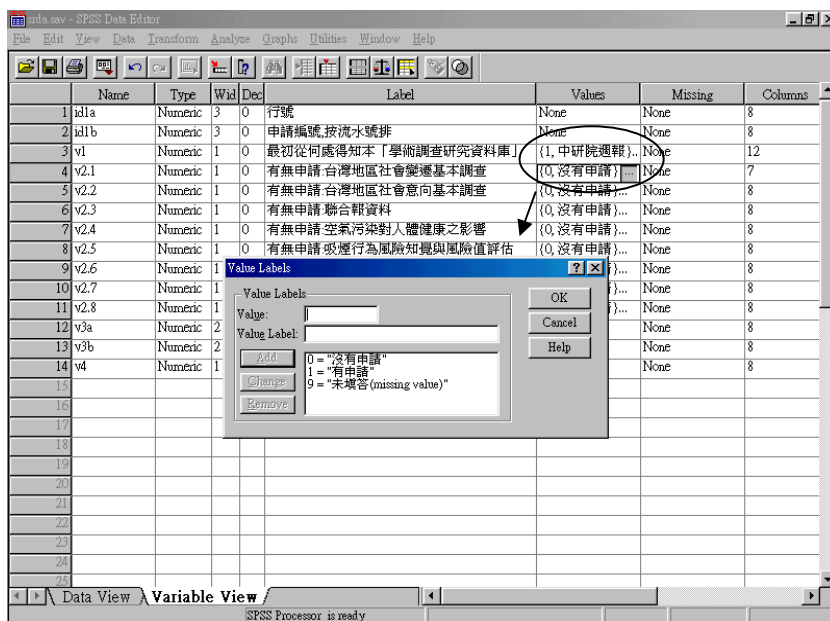 srda.sav - SPSS Data Editor
File Edit View Data Transform Analyze Graphs Utilities Window Help
Name Type Wid Dec Label Values Missing Columns
1 id1a Numeric 3 0 行號 None None 8
2 id1b Numeric 3 0 申請編號,按流水號排 None None 8
3 v1 Numeric 1 0 最初從何處得知本「學術調查研究資料庫」 {1, 中研院週報}.. None 12
4 v2.1 Numeric 1 0 有無申請:台灣地區社會變遷基本調查 {0, 沒有申請} ... None 7
5 v2.2 Numeric 1 0 有無申請:台灣地區社會意向基本調查 {0, 沒有申請}... None 8
6 v2.3 Numeric 1 0 有無申請:聯合報資料 {0, 沒有申請}... None 8
7 v2.4 Numeric 1 0 有無申請:空氣污染對人體健康之影響 {0, 沒有申請}... None 8
8 v2.5 Numeric 1 0 有無申請:吸煙行為風險知覺與風險值評估 {0, 沒有申請}... None 8
9 v2.6 Numeric 1 }... None 8
10 v2.7 Numeric 1 }... None 8
11 v2.8 Numeric 1 }... None 8
12 v3a Numeric 2 None 8
13 v3b Numeric 2 None 8
14 v4 Numeric 1 None 8
15
16
17
18
19
20
21
22
23
24
25
Value Labels
Value Labels
Value:
Value Label:
Add
Change
Remove
0 = "沒有申請"
1 = "有申請"
9 = "未填答(missing value)"
OK
Cancel
Help
Data View Variable View
SPSS Processor is ready